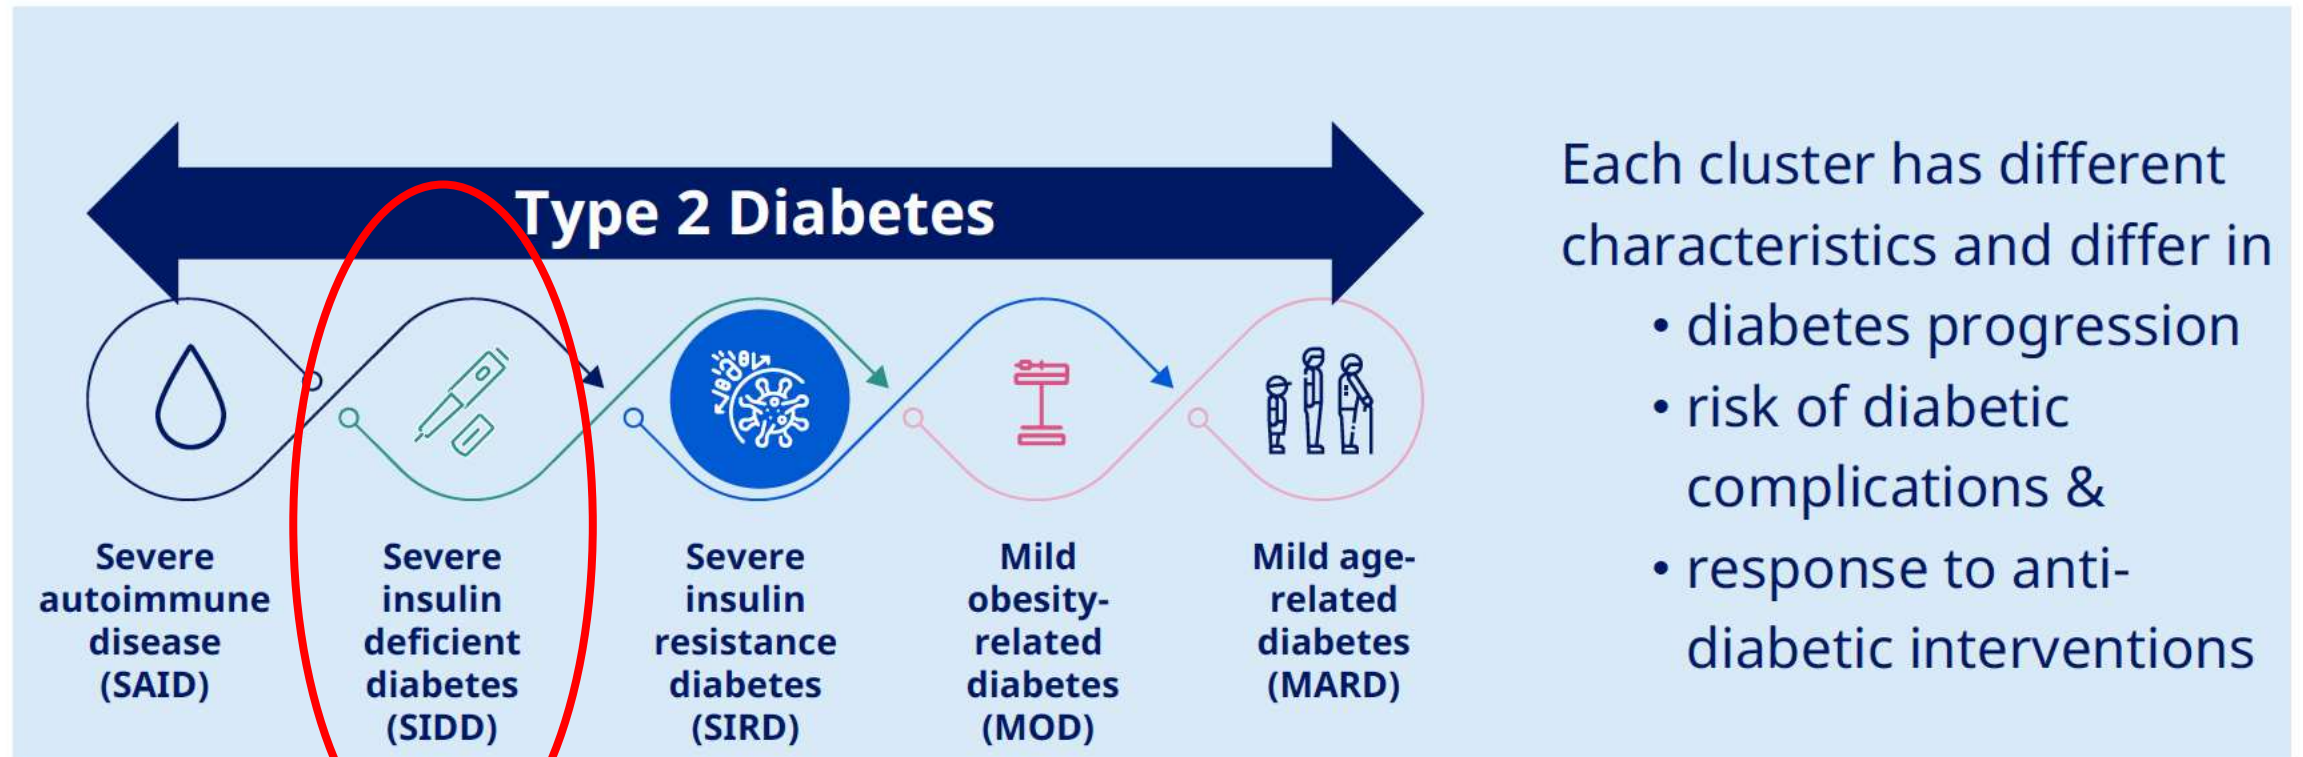 Type 2 Diabetes
Severe
autoimmune
disease
(SAID)
Severe
insulin
deficient
diabetes
(SIDD)
Severe
insulin
resistance
diabetes
(SIRD)
Mild
obesity-
related
diabetes
(MOD)
Mild age-
related
diabetes
(MARD)
Each cluster has different
characteristics and differ in
• diabetes progression
• risk of diabetic
complications &
• response to anti-
diabetic interventions